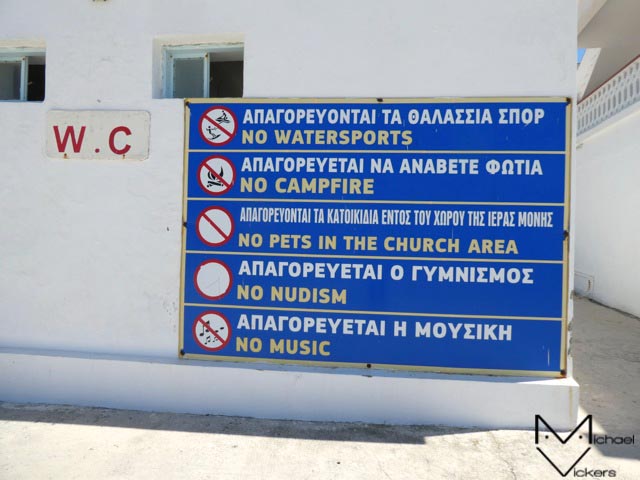 W.C
ΑΠΑΓΟΡΕΥΟΝΤΑΙ ΤΑ ΘΑΛΑΣΣΙΑ ΣΠΟΡ
NO WATERSPORTS
ΑΠΑΓΟΡΕΥΕΤΑΙ ΝΑ ΑΝΑΒΕΤΕ ΦΩΤΙΑ
NO CAMPFIRE
ΑΠΑΓΟΡΕΥΟΝΤΑΙ ΤΑ ΚΑΤΟΙΚΙΔΙΑ ΕΝΤΟΣ ΤΟΥ ΧΩΡΟΥ ΤΗΣ ΙΕΡΑΣ ΜΟΝΗΣ
NO PETS IN THE CHURCH AREA
ΑΠΑΓΟΡΕΥΕΤΑΙ Ο ΓΥΜΝΙΣΜΟΣ
NO NUDISM
ΑΠΑΓΟΡΕΥΕΤΑΙ Η ΜΟΥΣΙΚΗ
NO MUSIC
Michael
Vickers